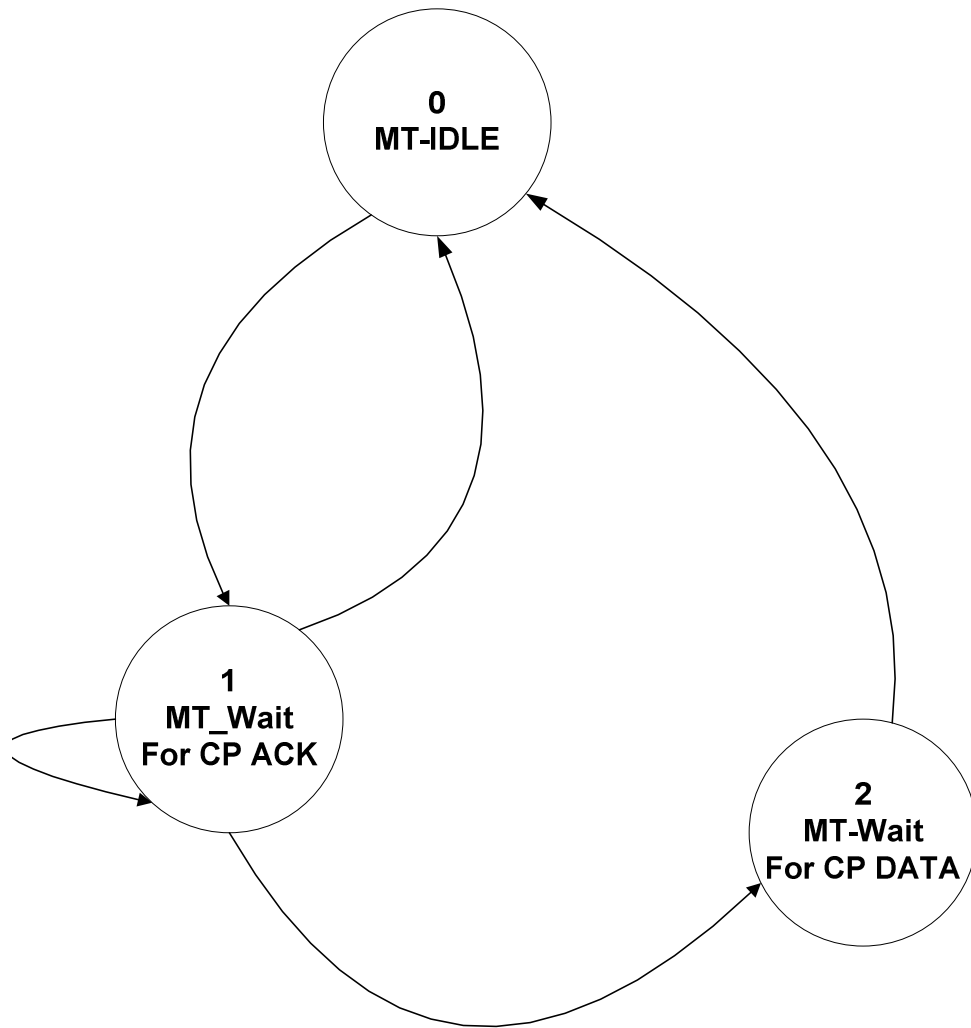 0
MT-IDLE
1
MT_Wait
For CP ACK
2
MT-Wait
For CP DATA